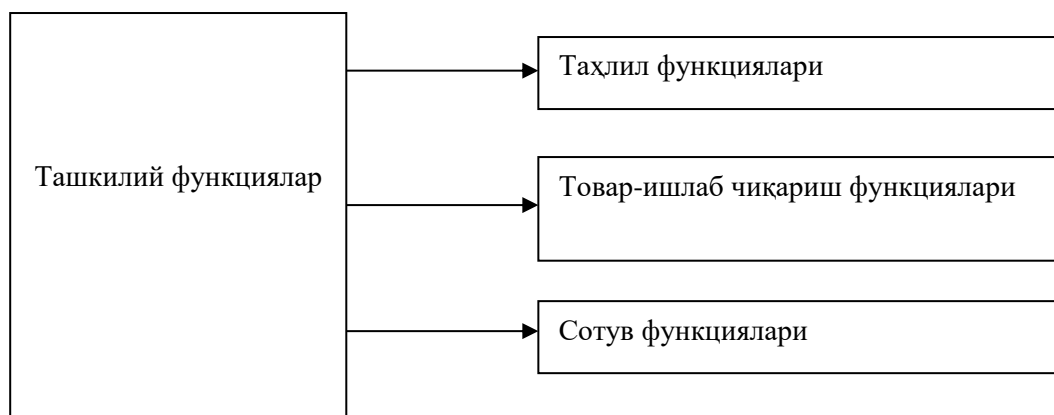 Таҳлил функциялари
Ташкилий функциялар
Товар-ишлаб чиқариш функциялари
Сотув функциялари